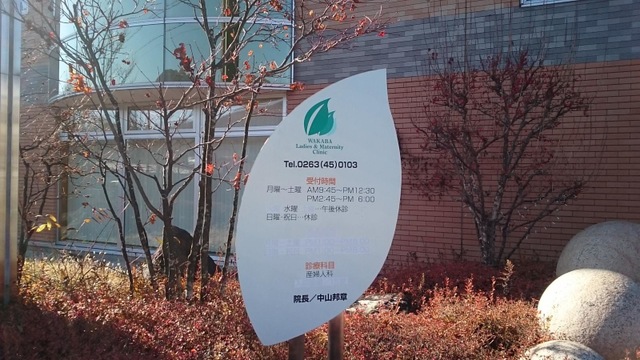 WAKABA
Ladies & Maternity
Clinic
Tel.0263(45)0103
受付時間
月曜〜土曜 AM8:45〜PM12:30
PM2:45〜PM 6:00
水曜 午後休診
日曜・祝日 休診
診療科目
産婦人科
院長／中山邦章